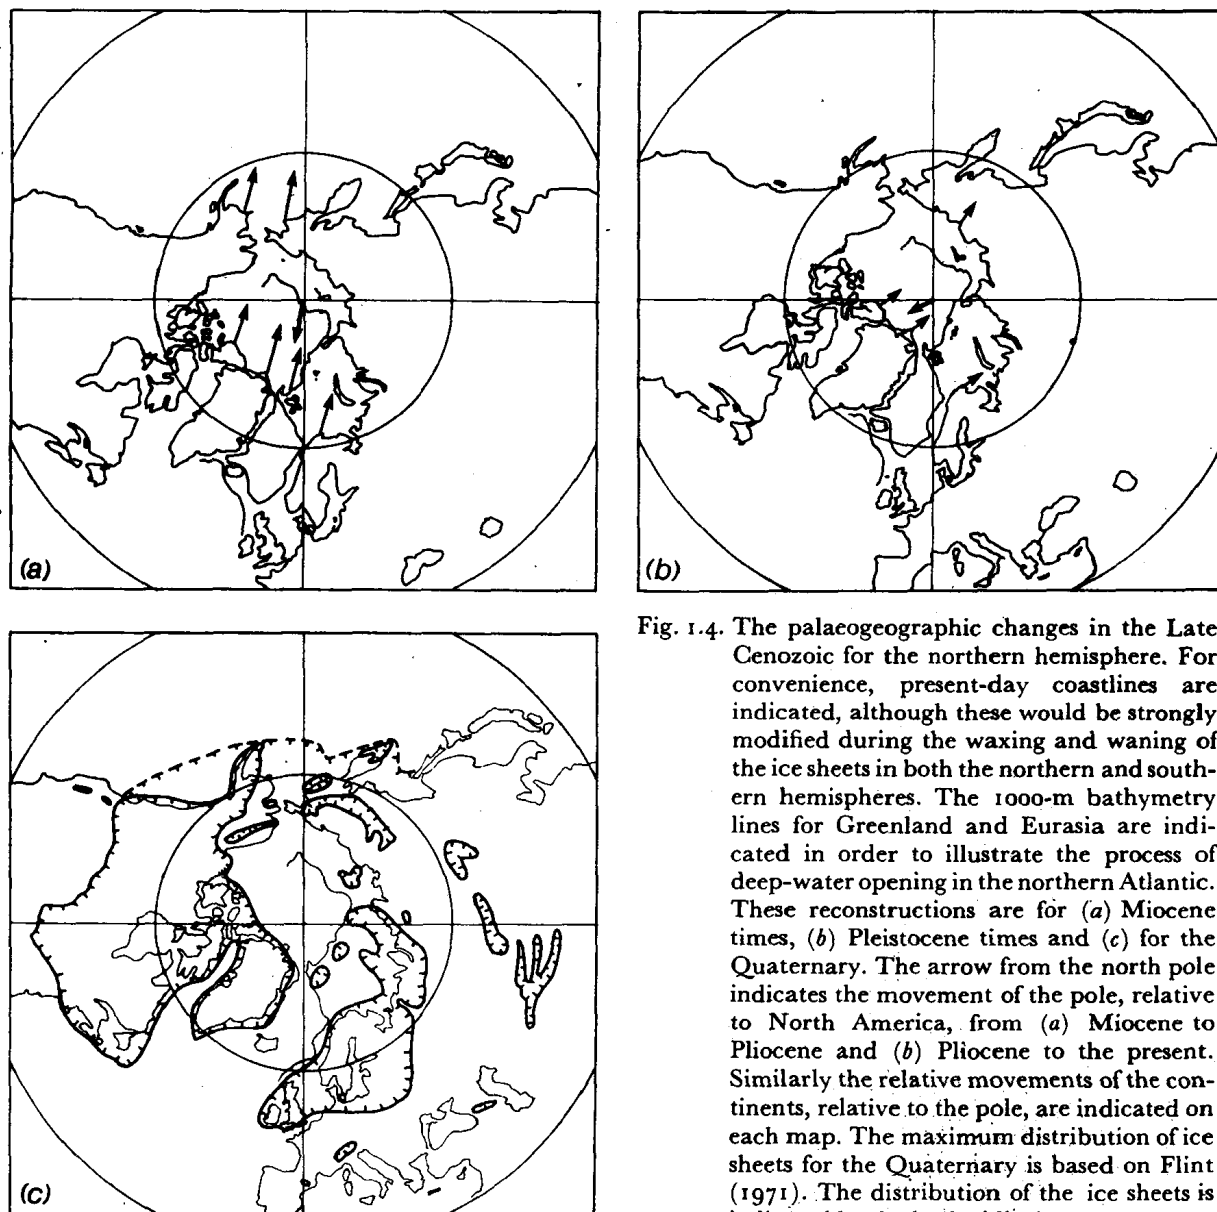 (a)
(b)
(c)
Fig. 1.4. The palaeogeographic changes in the Late
Cenozoic for the northern hemisphere. For
convenience, present-day coastlines are
indicated, although these would be strongly
modified during the waxing and waning of
the ice sheets in both the northern and south-
ern hemispheres. The 1000-m bathymetry
lines for Greenland and Eurasia are indi-
cated in order to illustrate the process of
deep-water opening in the northern Atlantic.
These reconstructions are for (a) Miocene
times, (b) Pleistocene times and (c) for the
Quaternary. The arrow from the north pole
indicates the movement of the pole, relative
to North America, from (a) Miocene to
Pliocene and (b) Pliocene to the present.
Similarly the relative movements of the con-
tinents, relative to the pole, are indicated on
each map. The maximum distribution of ice
sheets for the Quaternary is based on Flint
(1971). The distribution of the ice sheets is